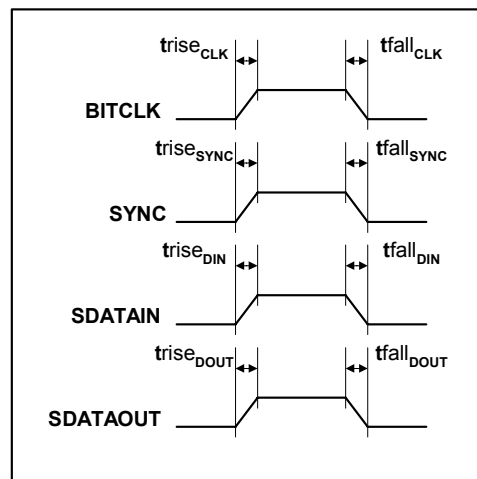 triseCLK tfallCLK
BITCLK
triseSYNC tfallSYNC
SYNC
triseDIN tfallDIN
SDATAIN
triseDOUT tfallDOUT
SDATAOUT